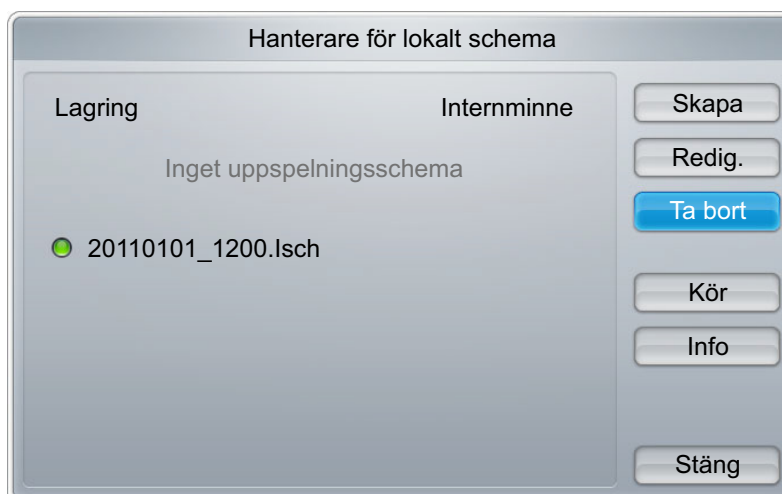 Hanterare för lokalt schema
Lagring Internminne
Inget uppspelningsschema
20110101_1200.lsch
Skapa
Redig.
Ta bort
Kör
Info
Stäng